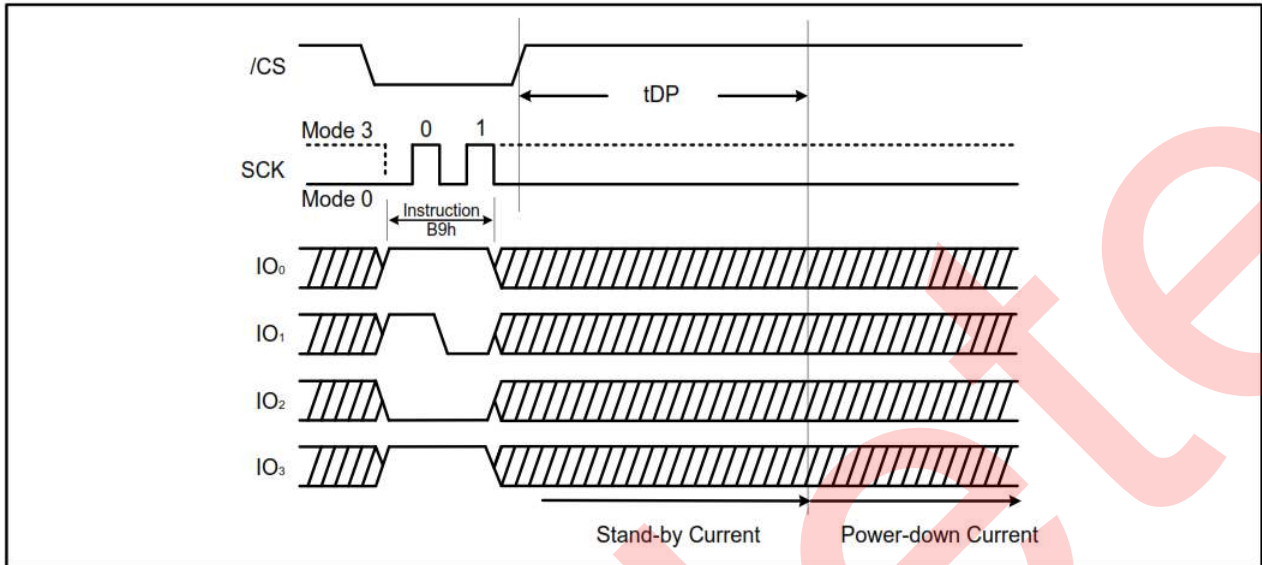 /CS
tDP
Mode 3 0 1
SCK
Mode 0
Instruction
B9h
IO₀
IO₁
IO₂
IO₃
Stand-by Current Power-down Current
ete